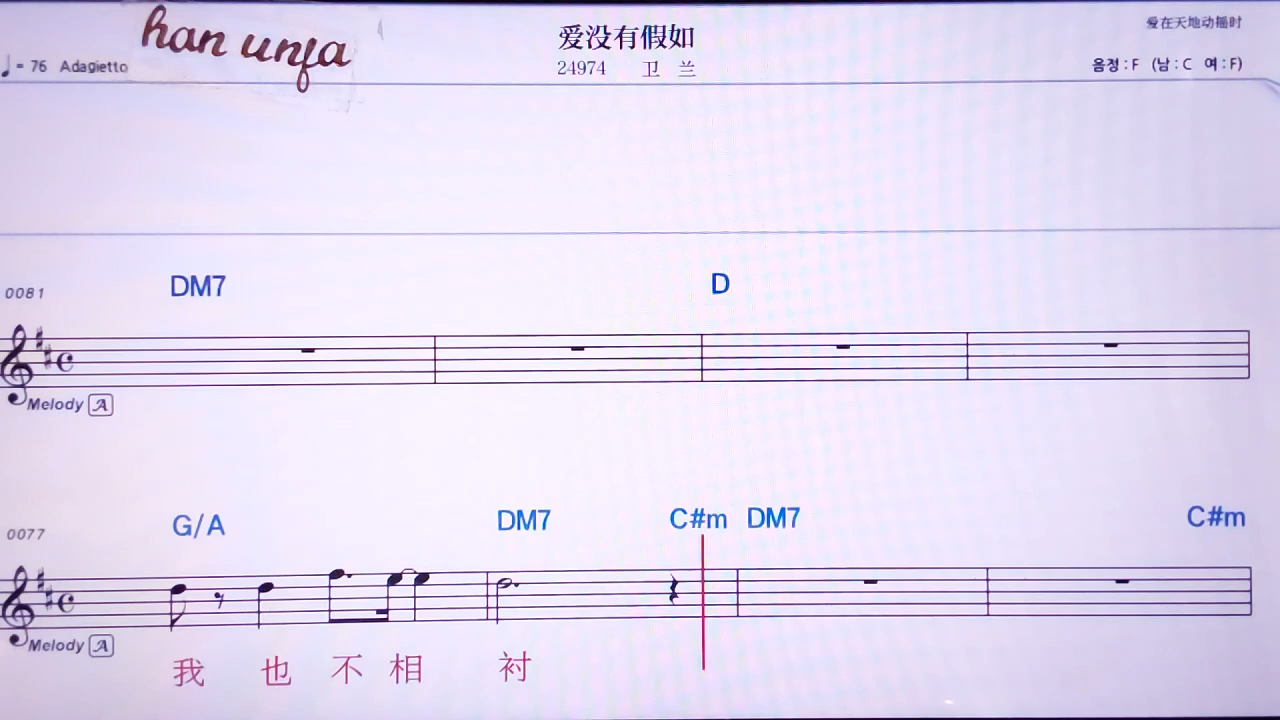 han unfa
爱没有假如
爱在天地动摇时
♩= 76 Adagietto
24974 卫 兰
음정 : F (남 : C 여 : F)
DM7 D
0081
Melody A
G/A DM7 C#m DM7 C#m
0077
Melody A
我 也 不 相 衬